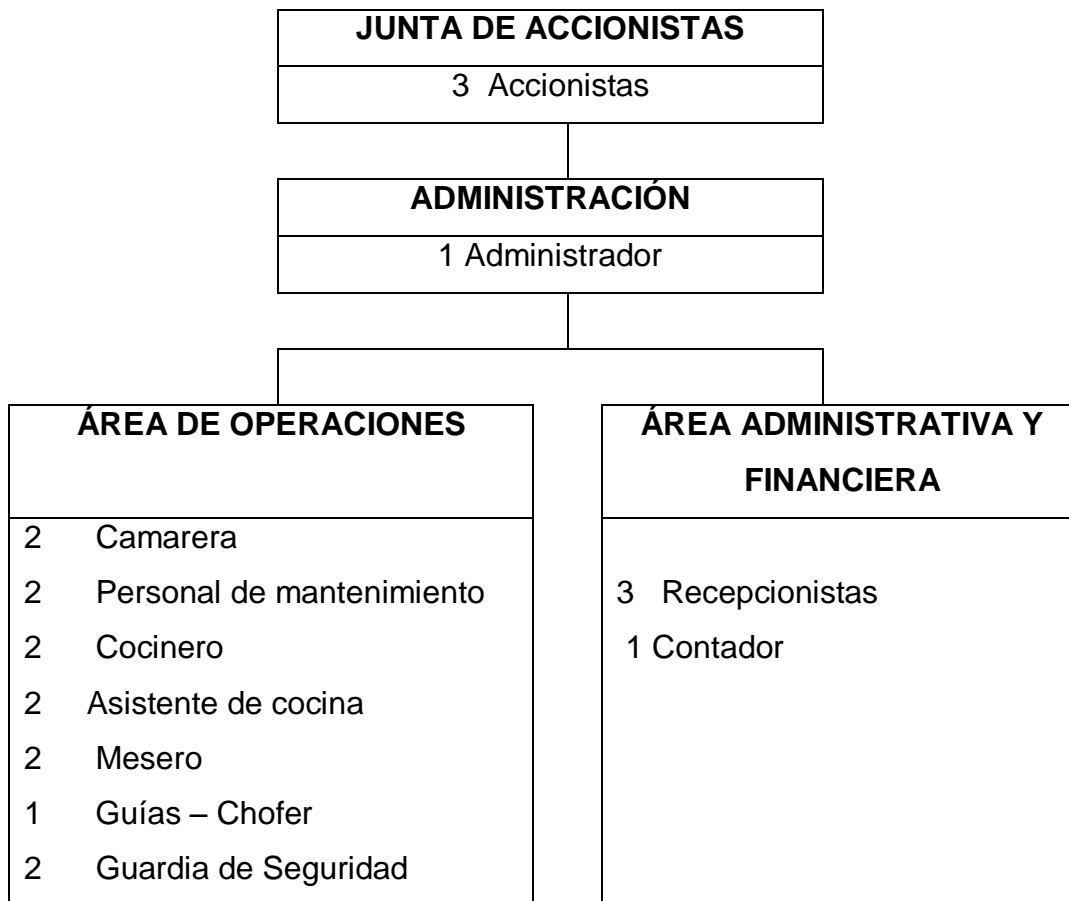 JUNTA DE ACCIONISTAS
3 Accionistas
ADMINISTRACIÓN
1 Administrador
ÁREA DE OPERACIONES
2 Camarera
2 Personal de mantenimiento
2 Cocinero
2 Asistente de cocina
2 Mesero
1 Guías – Chofer
2 Guardia de Seguridad
ÁREA ADMINISTRATIVA Y
FINANCIERA
3 Recepcionistas
1 Contador